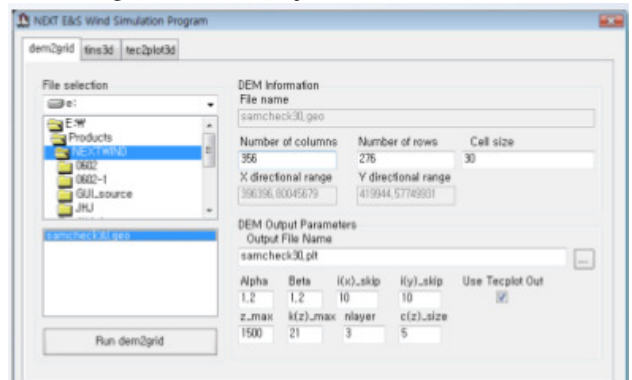 NEXT E&S Wind Simulation Program
dem2grid tins3d tec2plot3d
File selection
e:
E:₩
Products
NEXTWIND
0602
0602-1
GUI_source
JHJ
samcheck30.geo
Run dem2grid
DEM Information
File name
samcheck30.geo
Number of columns Number of rows Cell size
356 276 30
X directional range Y directional range
396396.80045679 419944.57749931
DEM Output Parameters
Output File Name
samcheck30.plt
...
Alpha Beta i(x)_skip i(y)_skip Use Tecplot Out
1.2 1.2 10 10
z_max k(z)_max nlayer c(z)_size
1500 21 3 5